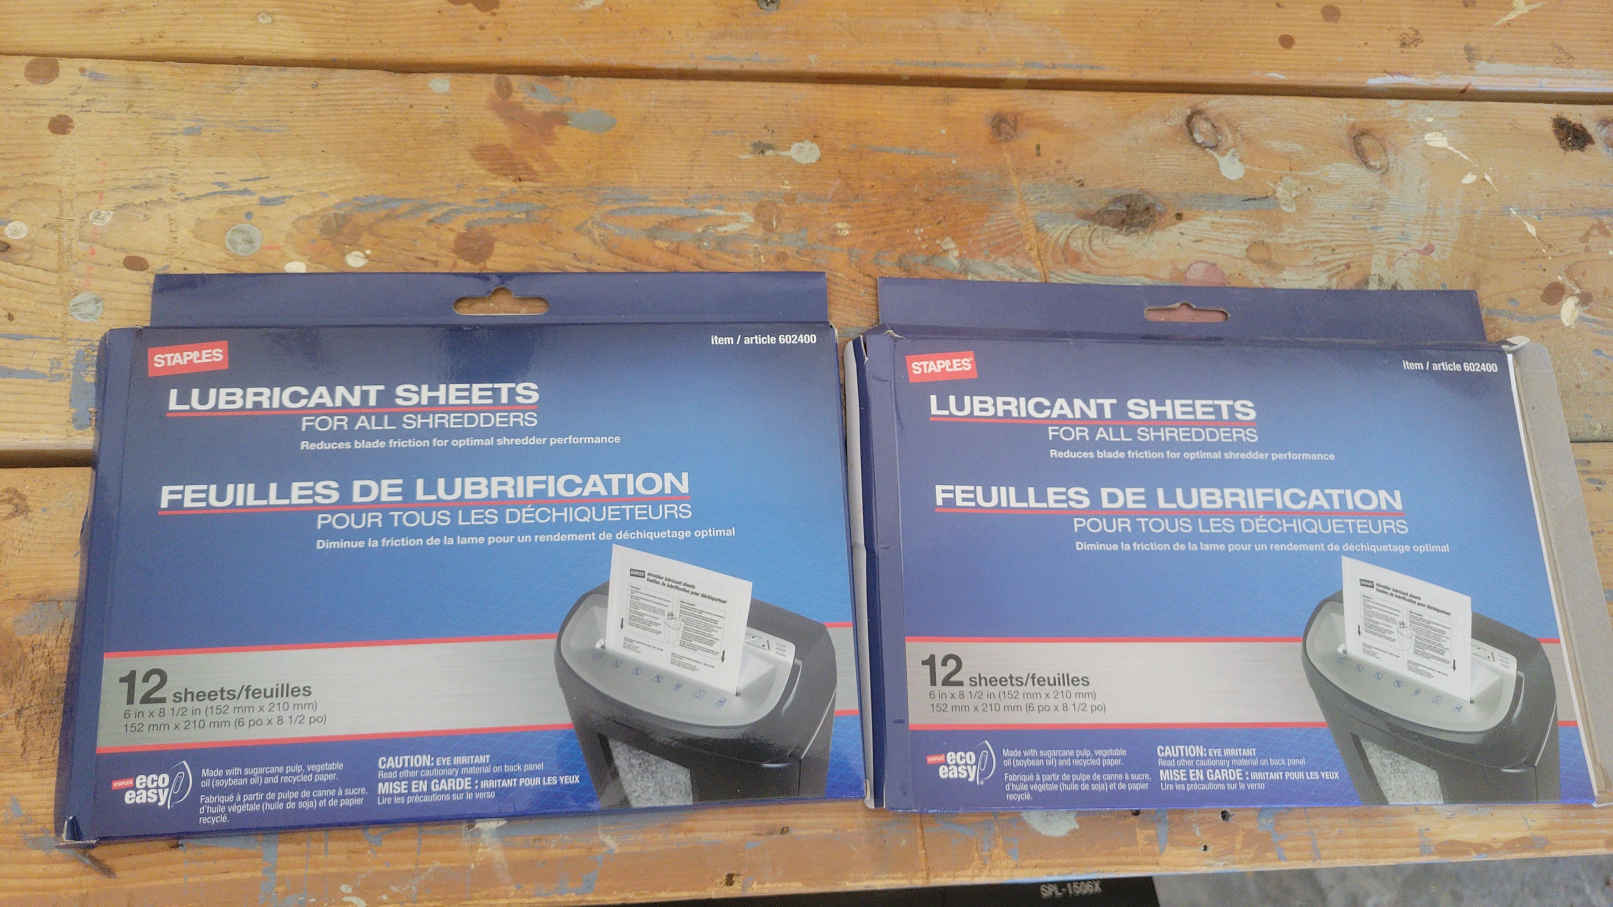 STAPLES
item / article 602400
LUBRICANT SHEETS
FOR ALL SHREDDERS
Reduces blade friction for optimal shredder performance
FEUILLES DE LUBRIFICATION
POUR TOUS LES DÉCHIQUETEURS
Diminue la friction de la lame pour un rendement de déchiquetage optimal
12 sheets/feuilles
6 in x 8 1/2 in (152 mm x 210 mm)
152 mm x 210 mm (6 po x 8 1/2 po)
STAPLES eco
easy
Made with sugarcane pulp, vegetable
oil (soybean oil) and recycled paper.
Fabriqué à partir de pulpe de canne à sucre,
d'huile végétale (huile de soja) et de papier
recyclé.
CAUTION: EYE IRRITANT
Read other cautionary material on back panel
MISE EN GARDE : IRRITANT POUR LES YEUX
Lire les précautions sur le verso
STAPLES
item / article 602400
LUBRICANT SHEETS
FOR ALL SHREDDERS
Reduces blade friction for optimal shredder performance
FEUILLES DE LUBRIFICATION
POUR TOUS LES DÉCHIQUETEURS
Diminue la friction de la lame pour un rendement de déchiquetage optimal
12 sheets/feuilles
6 in x 8 1/2 in (152 mm x 210 mm)
152 mm x 210 mm (6 po x 8 1/2 po)
STAPLES eco
easy
Made with sugarcane pulp, vegetable
oil (soybean oil) and recycled paper.
Fabriqué à partir de pulpe de canne à sucre,
d'huile végétale (huile de soja) et de papier
recyclé.
CAUTION: EYE IRRITANT
Read other cautionary material on back panel
MISE EN GARDE : IRRITANT POUR LES YEUX
Lire les précautions sur le verso
SPL-1506X